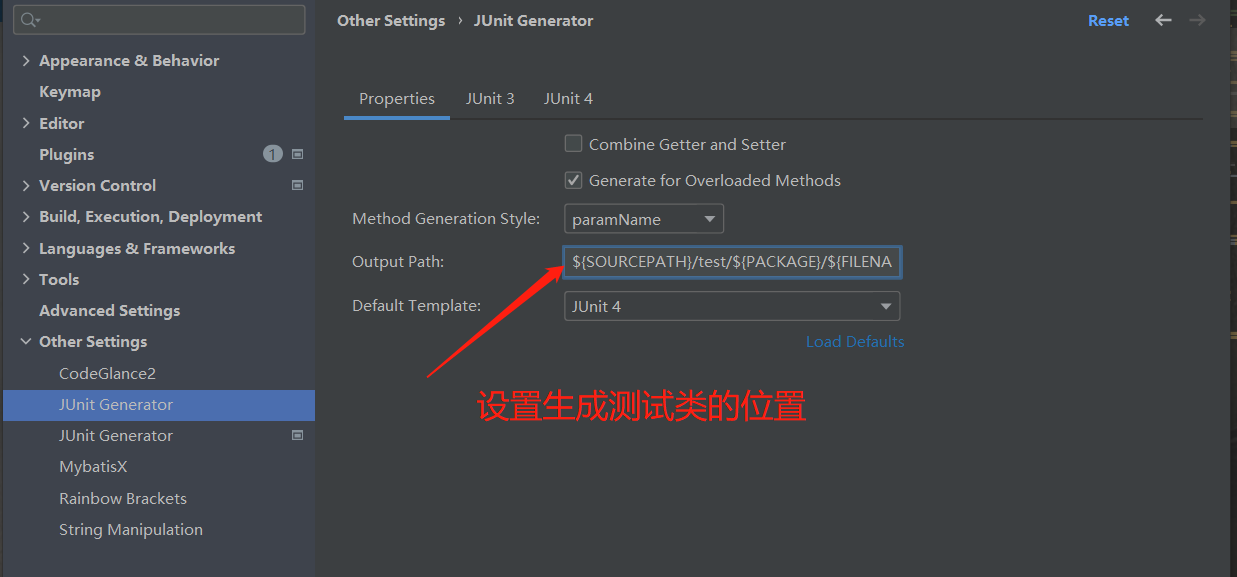 Appearance & Behavior
Keymap
Editor
Plugins
1
Version Control
Build, Execution, Deployment
Languages & Frameworks
Tools
Advanced Settings
Other Settings
CodeGlance2
JUnit Generator
JUnit Generator
MybatisX
Rainbow Brackets
String Manipulation
Other Settings › JUnit Generator
Reset
Properties
JUnit 3
JUnit 4
Combine Getter and Setter
Generate for Overloaded Methods
Method Generation Style: paramName
Output Path: ${SOURCEPATH}/test/${PACKAGE}/${FILENA
Default Template: JUnit 4
Load Defaults
设置生成测试类的位置